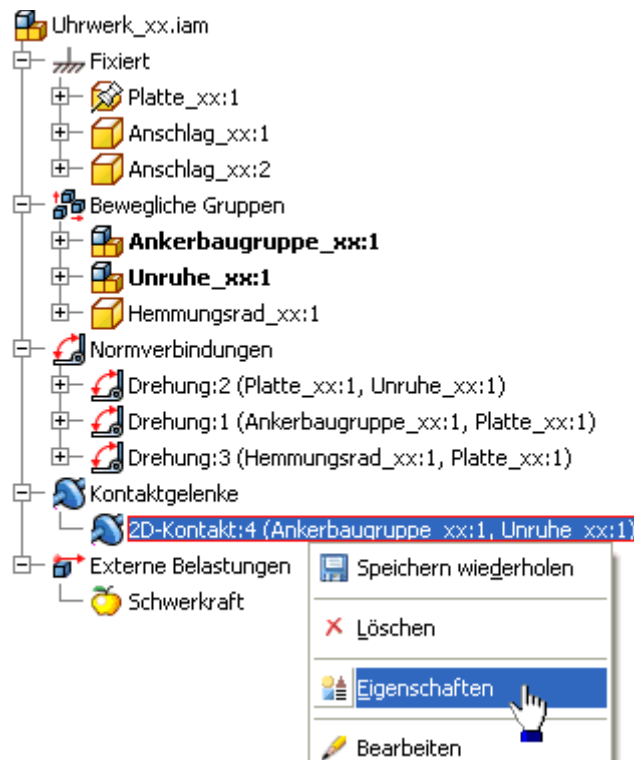 Uhrwerk_xx.iam
Fixiert
Platte_xx:1
Anschlag_xx:1
Anschlag_xx:2
Bewegliche Gruppen
Ankerbaugruppe_xx:1
Unruhe_xx:1
Hemmungsrad_xx:1
Normverbindungen
Drehung:2 (Platte_xx:1, Unruhe_xx:1)
Drehung:1 (Ankerbaugruppe_xx:1, Platte_xx:1)
Drehung:3 (Hemmungsrad_xx:1, Platte_xx:1)
Kontaktgelenke
2D-Kontakt:4 (Ankerbaugruppe_xx:1, Unruhe_xx:1)
Externe Belastungen
Schwerkraft
Speichern wiederholen
Löschen
Eigenschaften
Bearbeiten